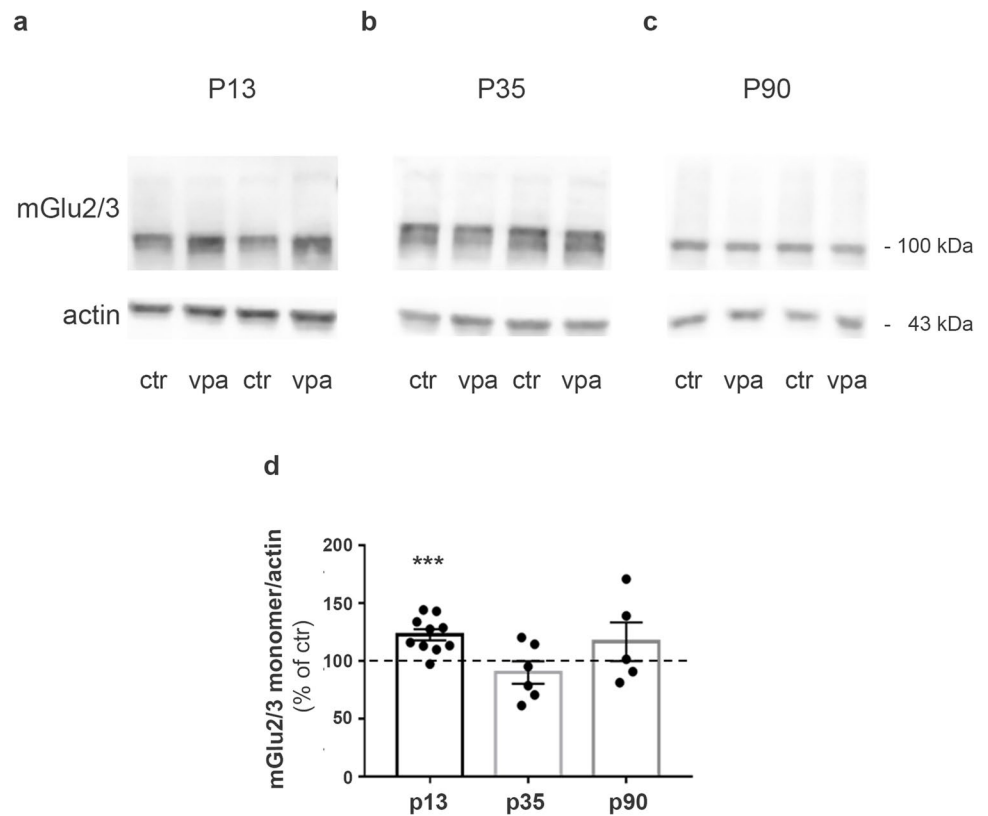 a b c
P13 P35 P90
mGlu2/3
- 100 kDa
actin
- 43 kDa
ctr vpa ctr vpa ctr vpa ctr vpa ctr vpa ctr vpa
d
mGlu2/3 monomer/actin
(% of ctr)
200
***
150
100
50
0
p13 p35 p90